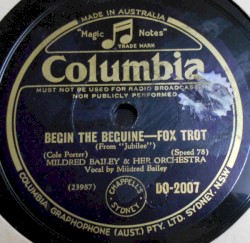 MADE IN AUSTRALIA
"Magic Notes"
TRADE MARK
Columbia
MUST NOT BE USED FOR RADIO BROADCASTING
NOR PUBLICLY PERFORMED
BEGIN THE BEGUINE—FOX TROT
(From "Jubilee")
(Cole Porter) (Speed 78)
MILDRED BAILEY & HER ORCHESTRA
Vocal by Mildred Bailey
(23987) CHAPPELL'S SYDNEY. DQ-2007
COLUMBIA GRAPHOPHONE (AUST.) PTY. LTD. SYDNEY. N.S.W.